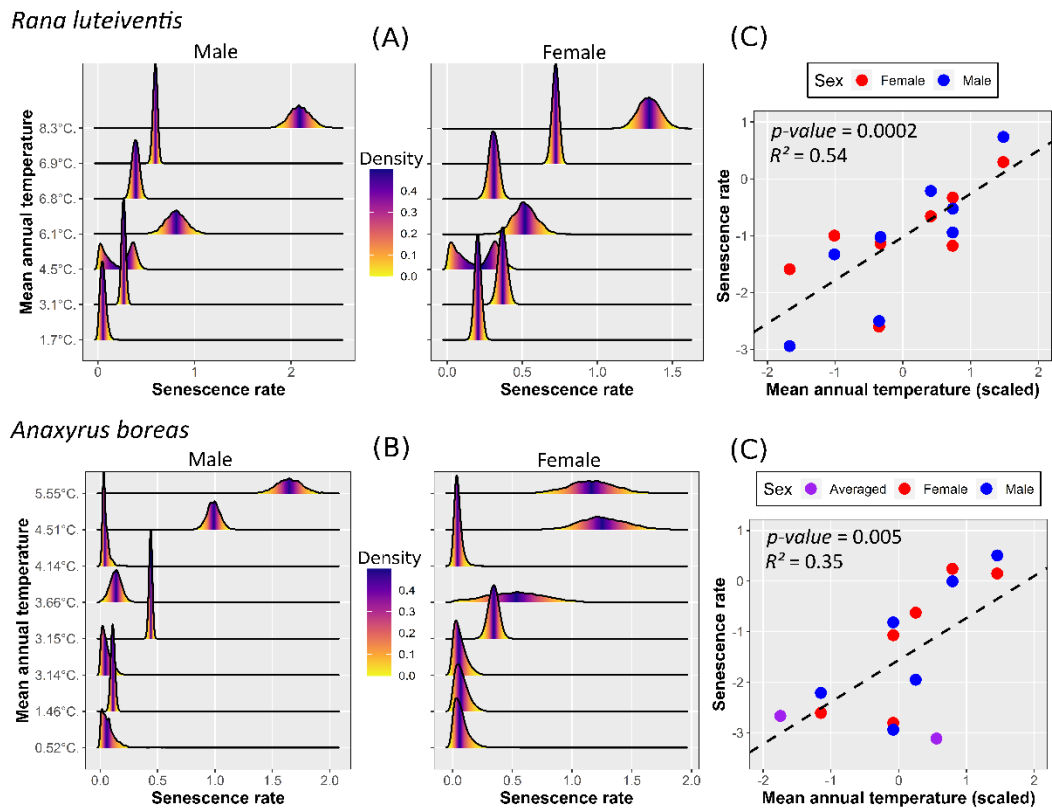 Rana luteiventis
(A)
Male
Female
Mean annual temperature
8.3°C.
6.9°C.
6.8°C.
6.1°C.
4.5°C.
3.1°C.
1.7°C.
0
1
2
Senescence rate
Density
0.4
0.3
0.2
0.1
0.0
0.0
0.5
1.0
1.5
Senescence rate
(C)
Sex Female Male
p-value = 0.0002
R² = 0.54
Senescence rate
1
0
-1
-2
-3
-2
-1
0
1
2
Mean annual temperature (scaled)
Anaxyrus boreas
(B)
Male
Female
Mean annual temperature
5.55°C.
4.51°C.
4.14°C.
3.66°C.
3.15°C.
3.14°C.
1.46°C.
0.52°C.
0.0
0.5
1.0
1.5
2.0
Senescence rate
Density
0.4
0.3
0.2
0.1
0.0
0.0
0.5
1.0
1.5
2.0
Senescence rate
(C)
Sex Averaged Female Male
p-value = 0.005
R² = 0.35
Senescence rate
1
0
-1
-2
-3
-2
-1
0
1
2
Mean annual temperature (scaled)